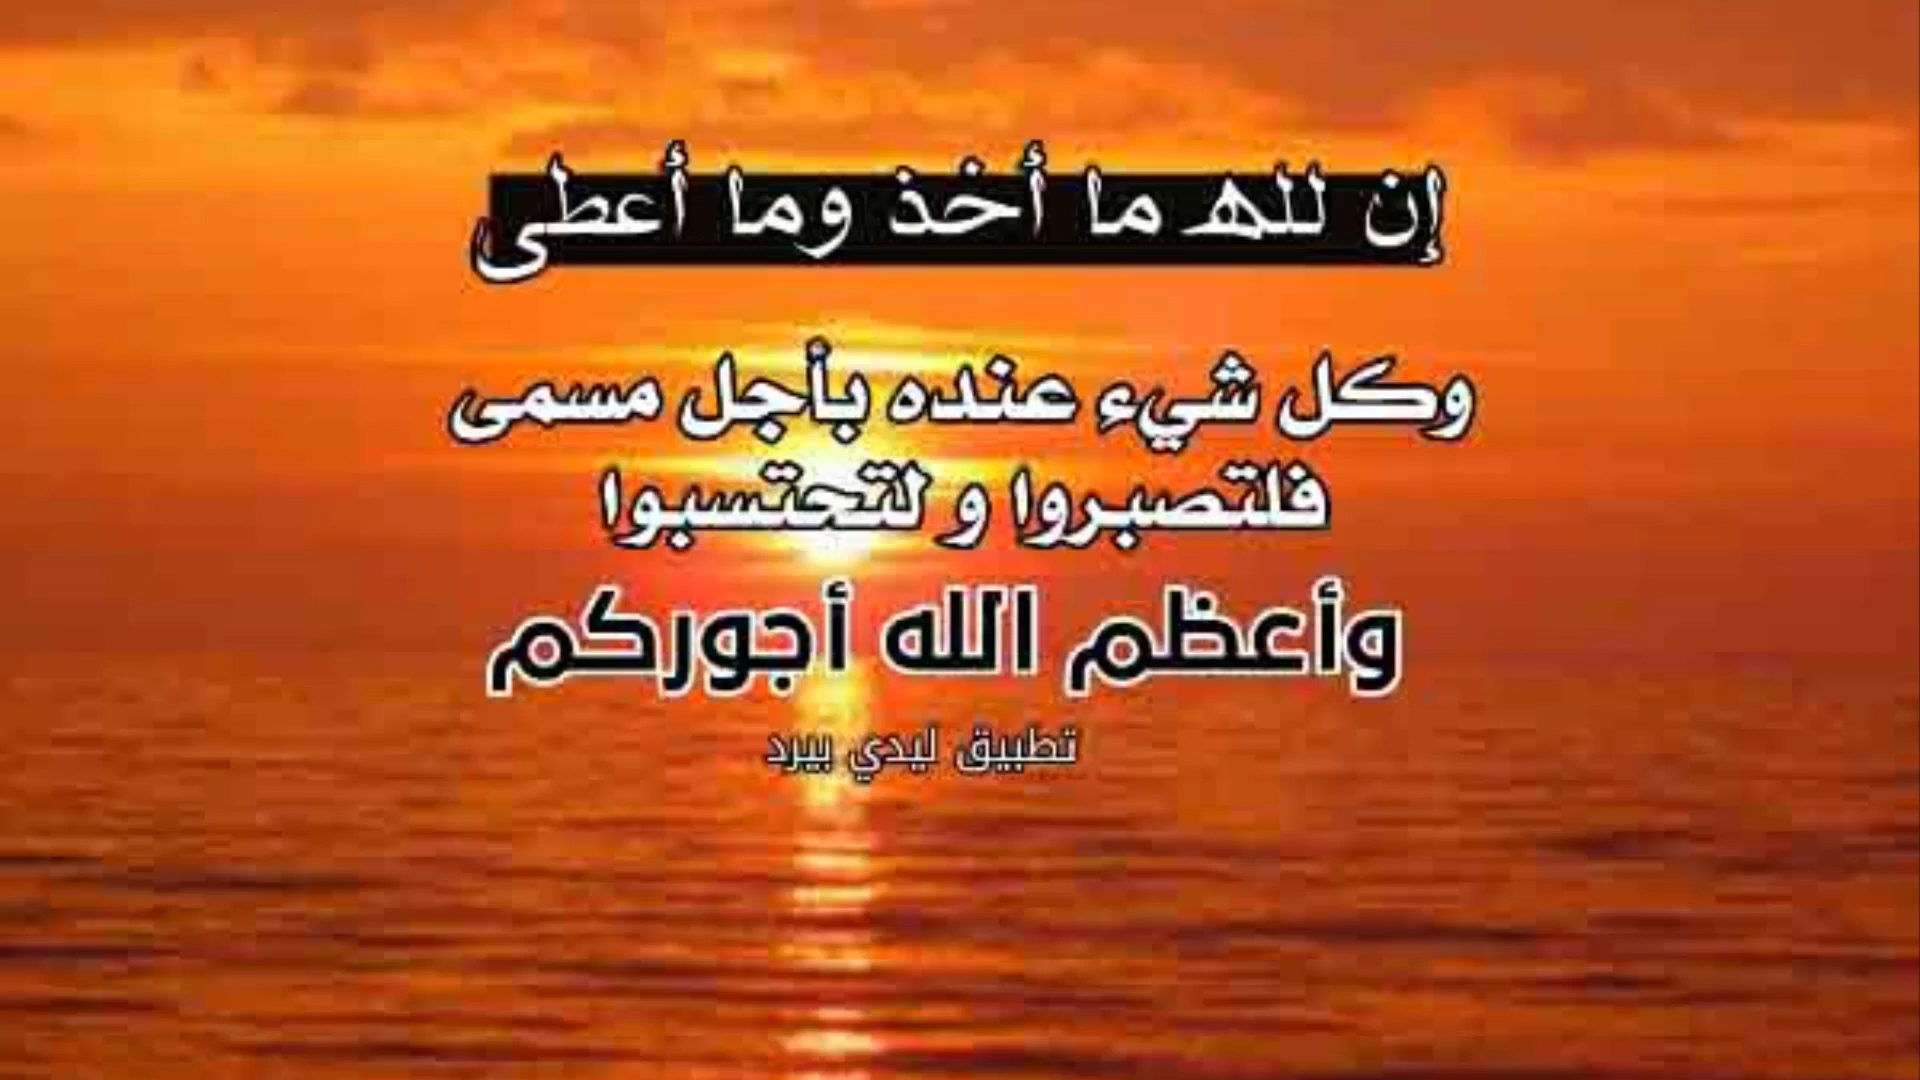 إن لله ما أخذ وما أعطى
وكل شيء عنده بأجل مسمى
فلتصبروا و لتحتسبوا
وأعظم الله أجوركم
تطبيق ليدي بيرد